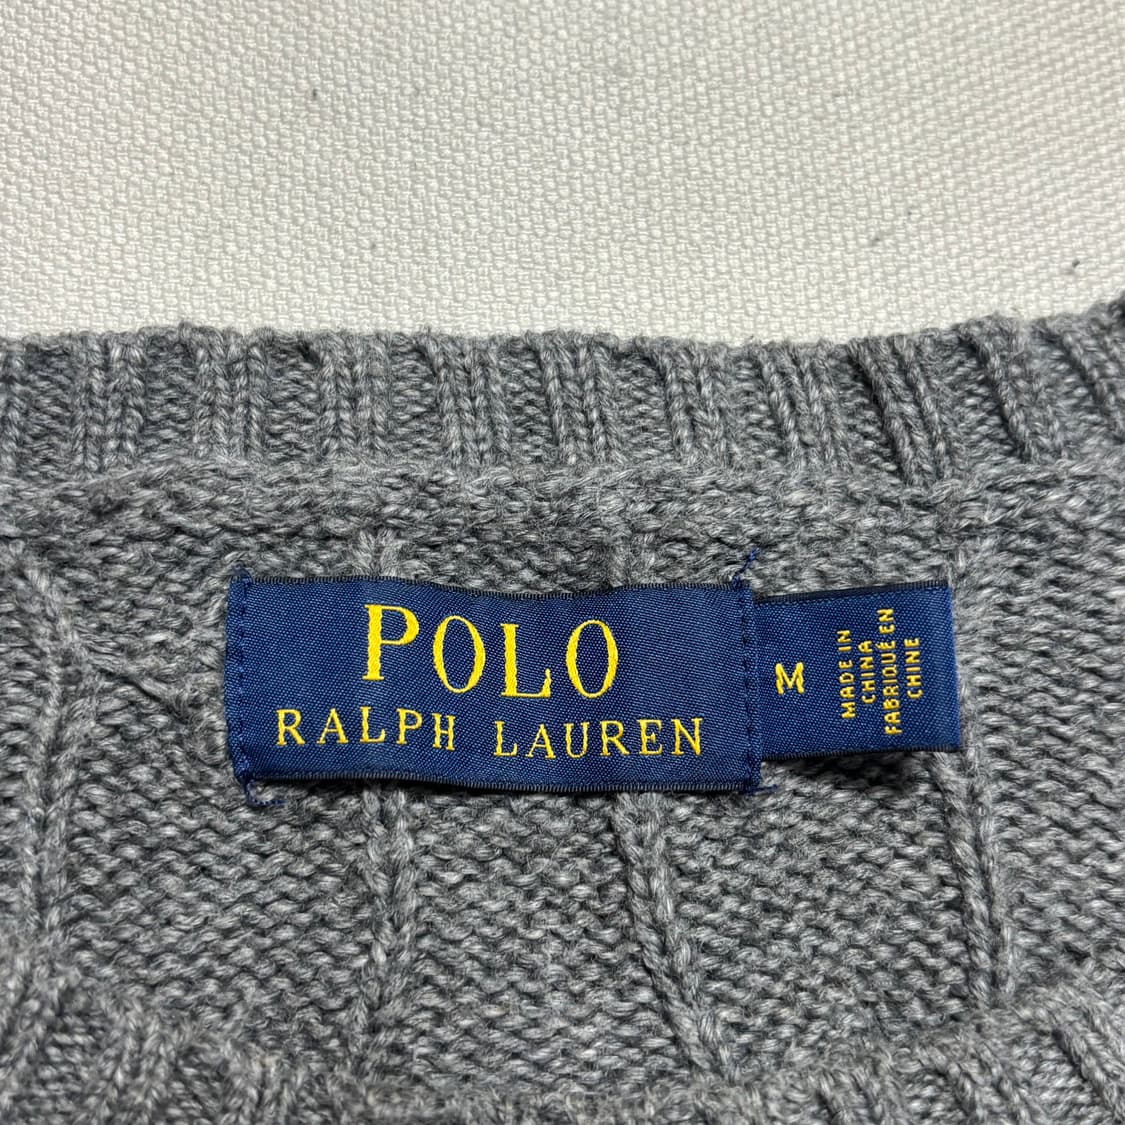 POLO
RALPH LAUREN
M
MADE IN
CHINA
FABRIQUÉ EN
CHINE